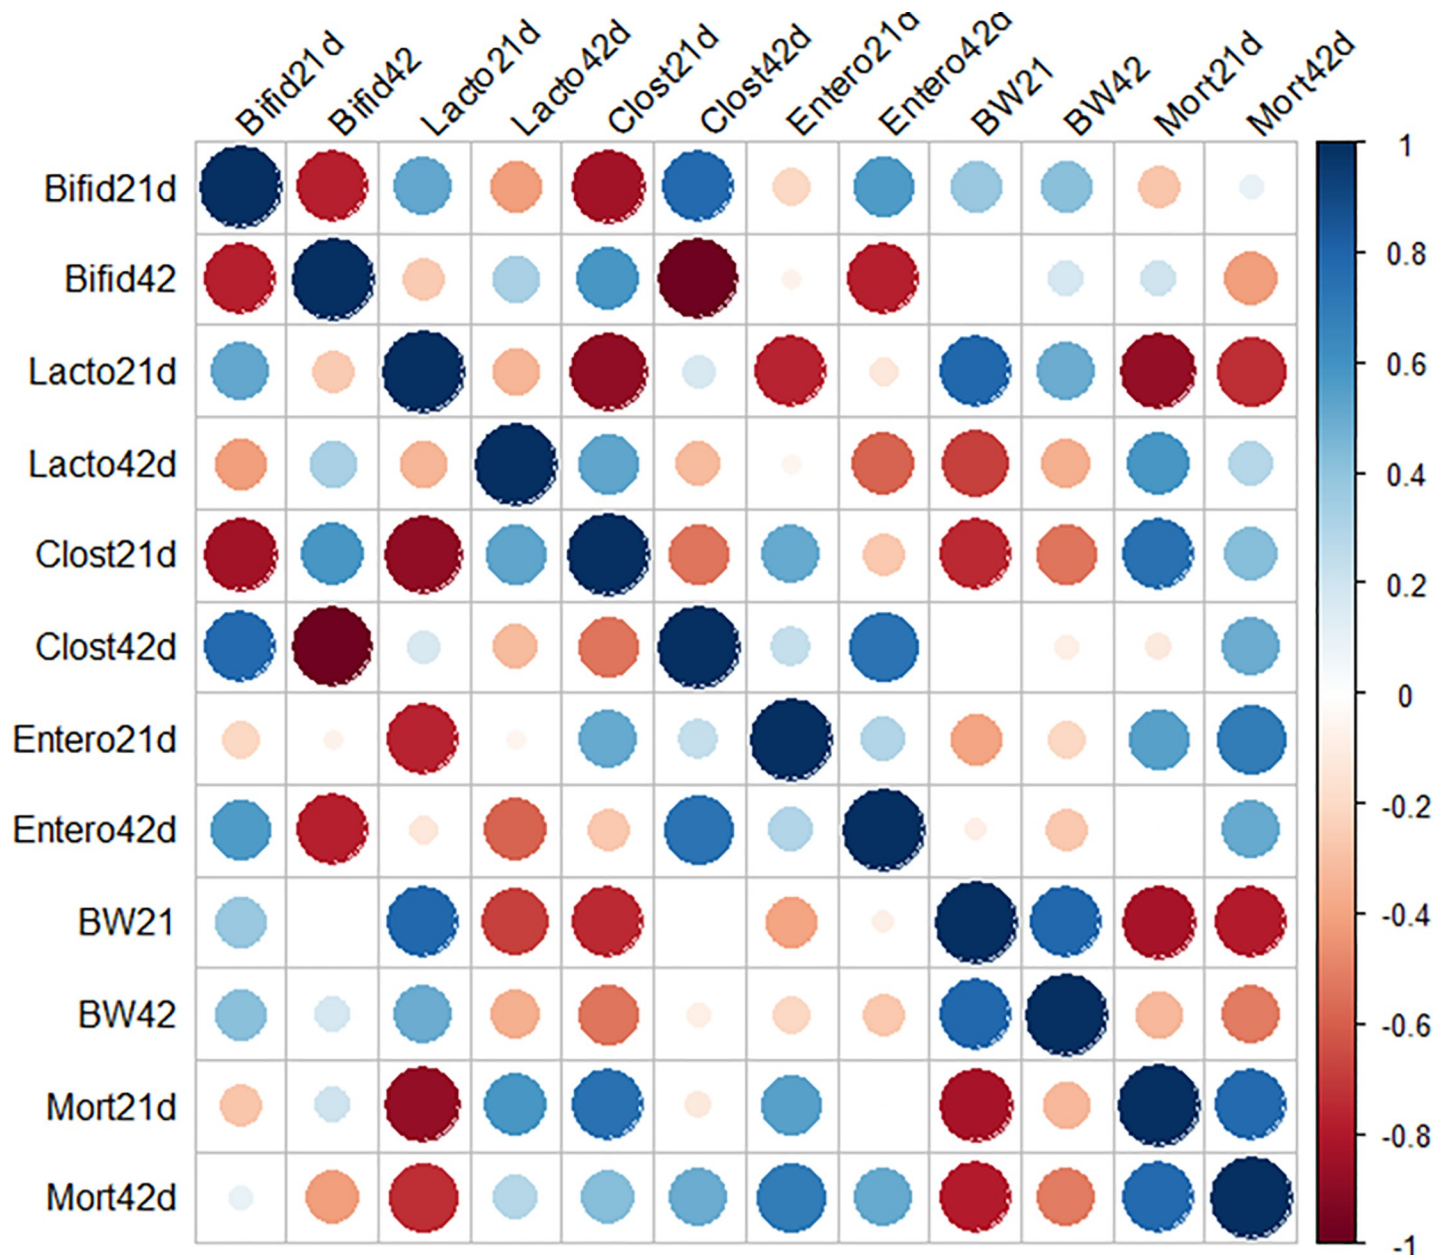 Bifid21d Bifid42 Lacto21d Lacto42d Clost21d Clost42d Entero21d Entero42d BW21 BW42 Mort21d Mort42d
Bifid21d
Bifid42
Lacto21d
Lacto42d
Clost21d
Clost42d
Entero21d
Entero42d
BW21
BW42
Mort21d
Mort42d
1
0.8
0.6
0.4
0.2
0
-0.2
-0.4
-0.6
-0.8
-1